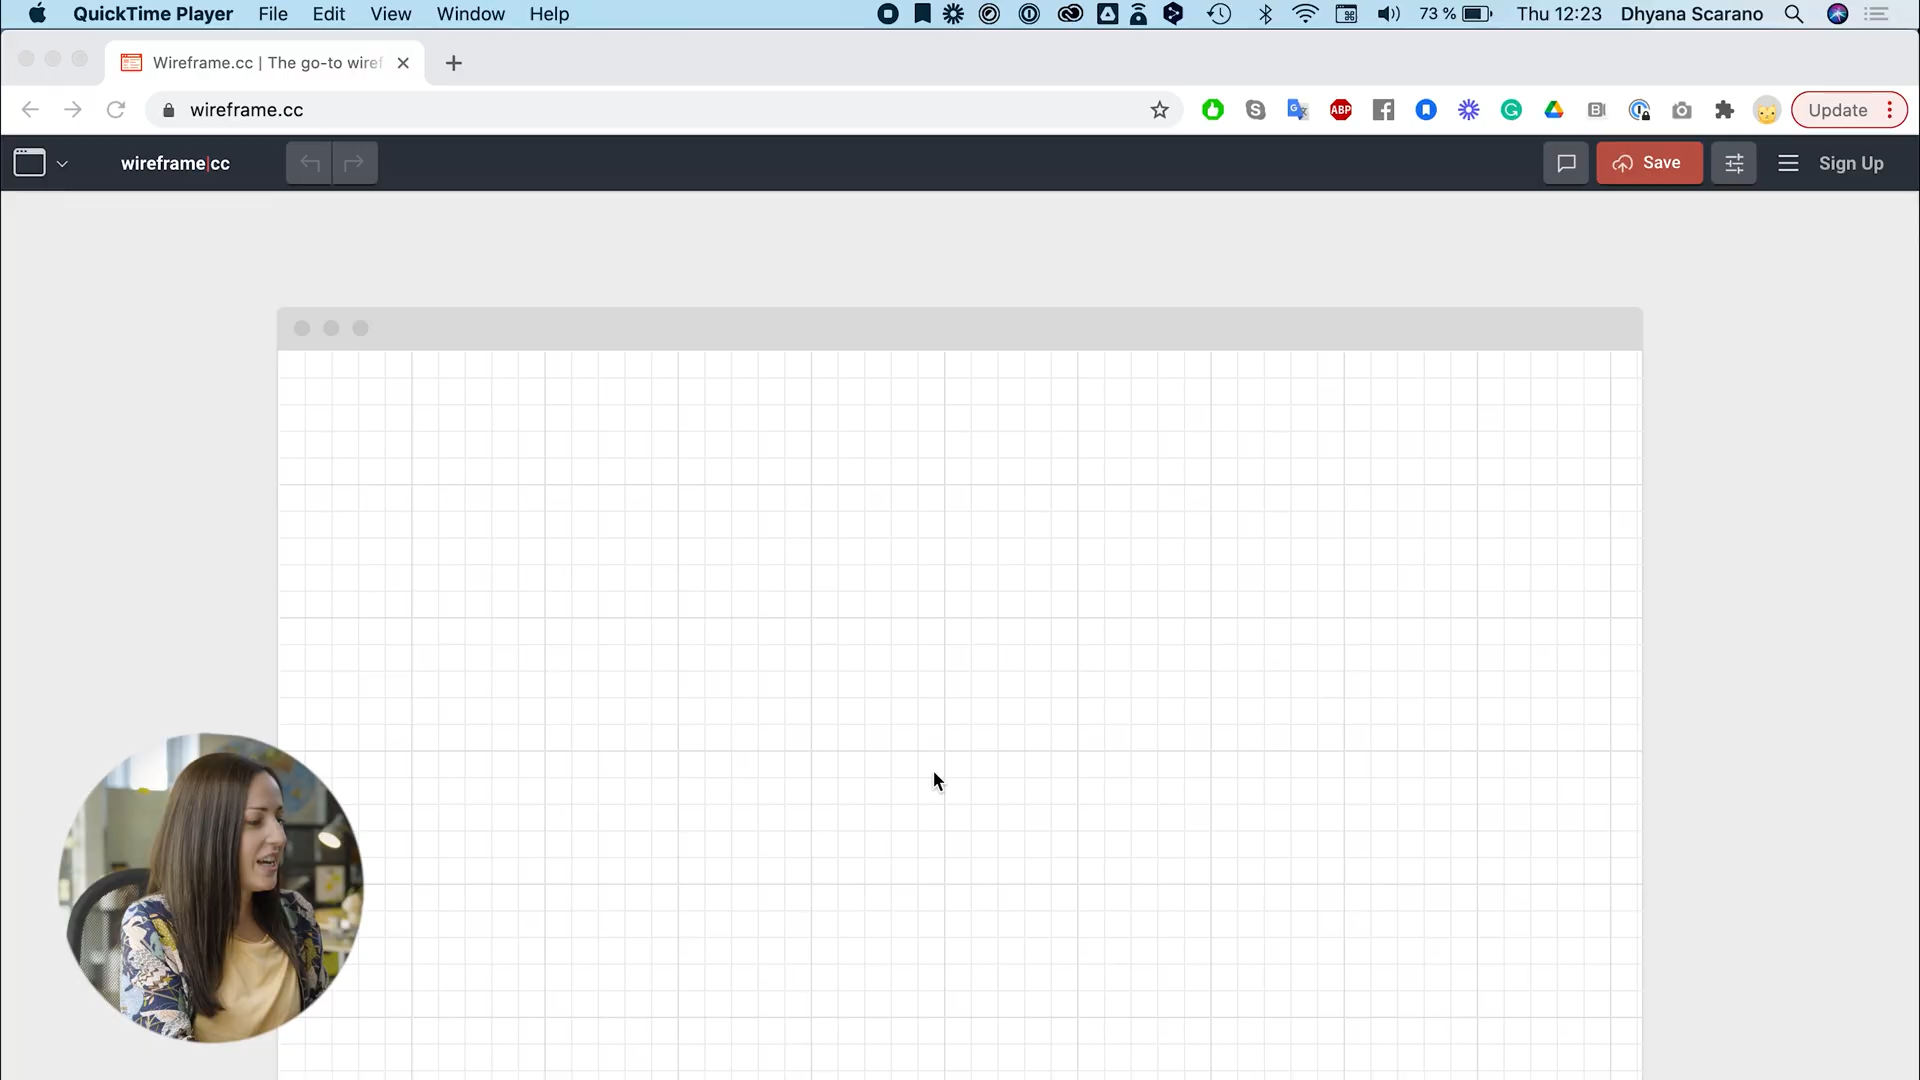 QuickTime Player File Edit View Window Help 73 % Thu 12:23 Dhyana Scarano
Wireframe.cc | The go-to wiref
wireframe.cc
ABP
Update
wireframe|cc
Save
Sign Up